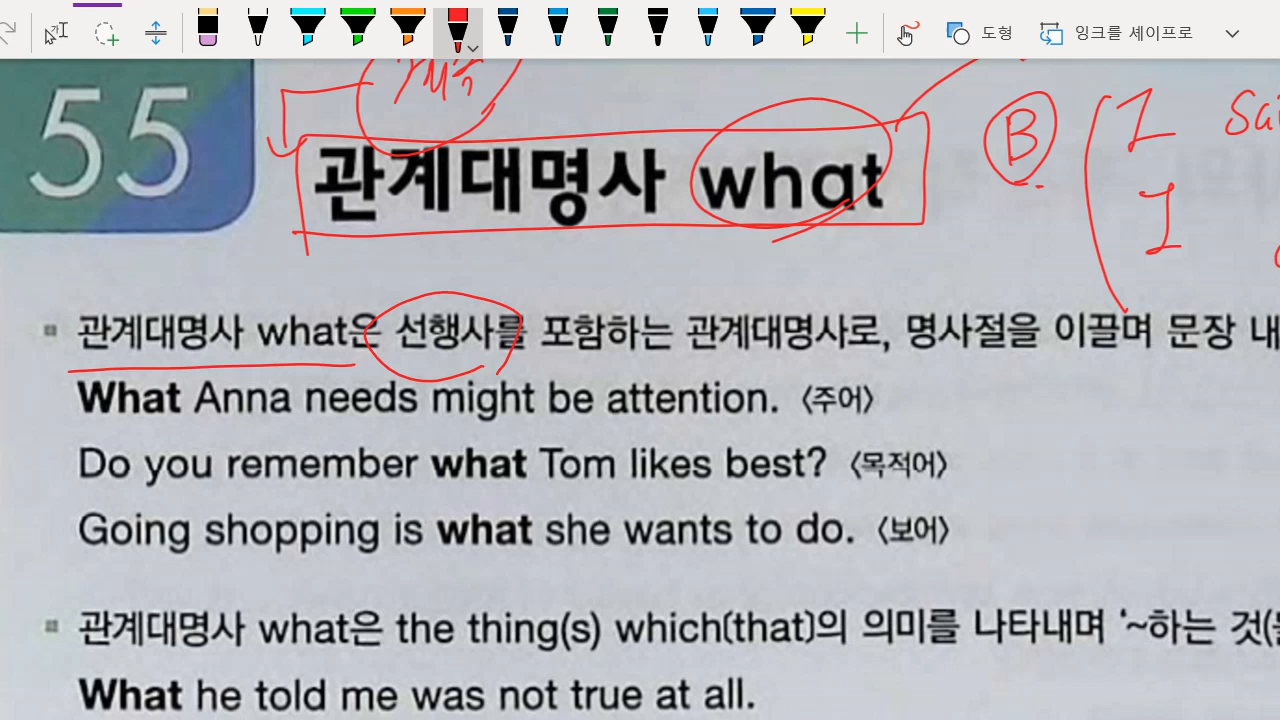 도형
잉크를 셰이프로
55
관계대명사 what
B
I
I
관계대명사 what은 선행사를 포함하는 관계대명사로, 명사절을 이끌며 문장 내
What Anna needs might be attention. 〈주어〉
Do you remember what Tom likes best? 〈목적어〉
Going shopping is what she wants to do. 〈보어〉
관계대명사 what은 the thing(s) which(that)의 의미를 나타내며 ‘~하는 것(
What he told me was not true at all.